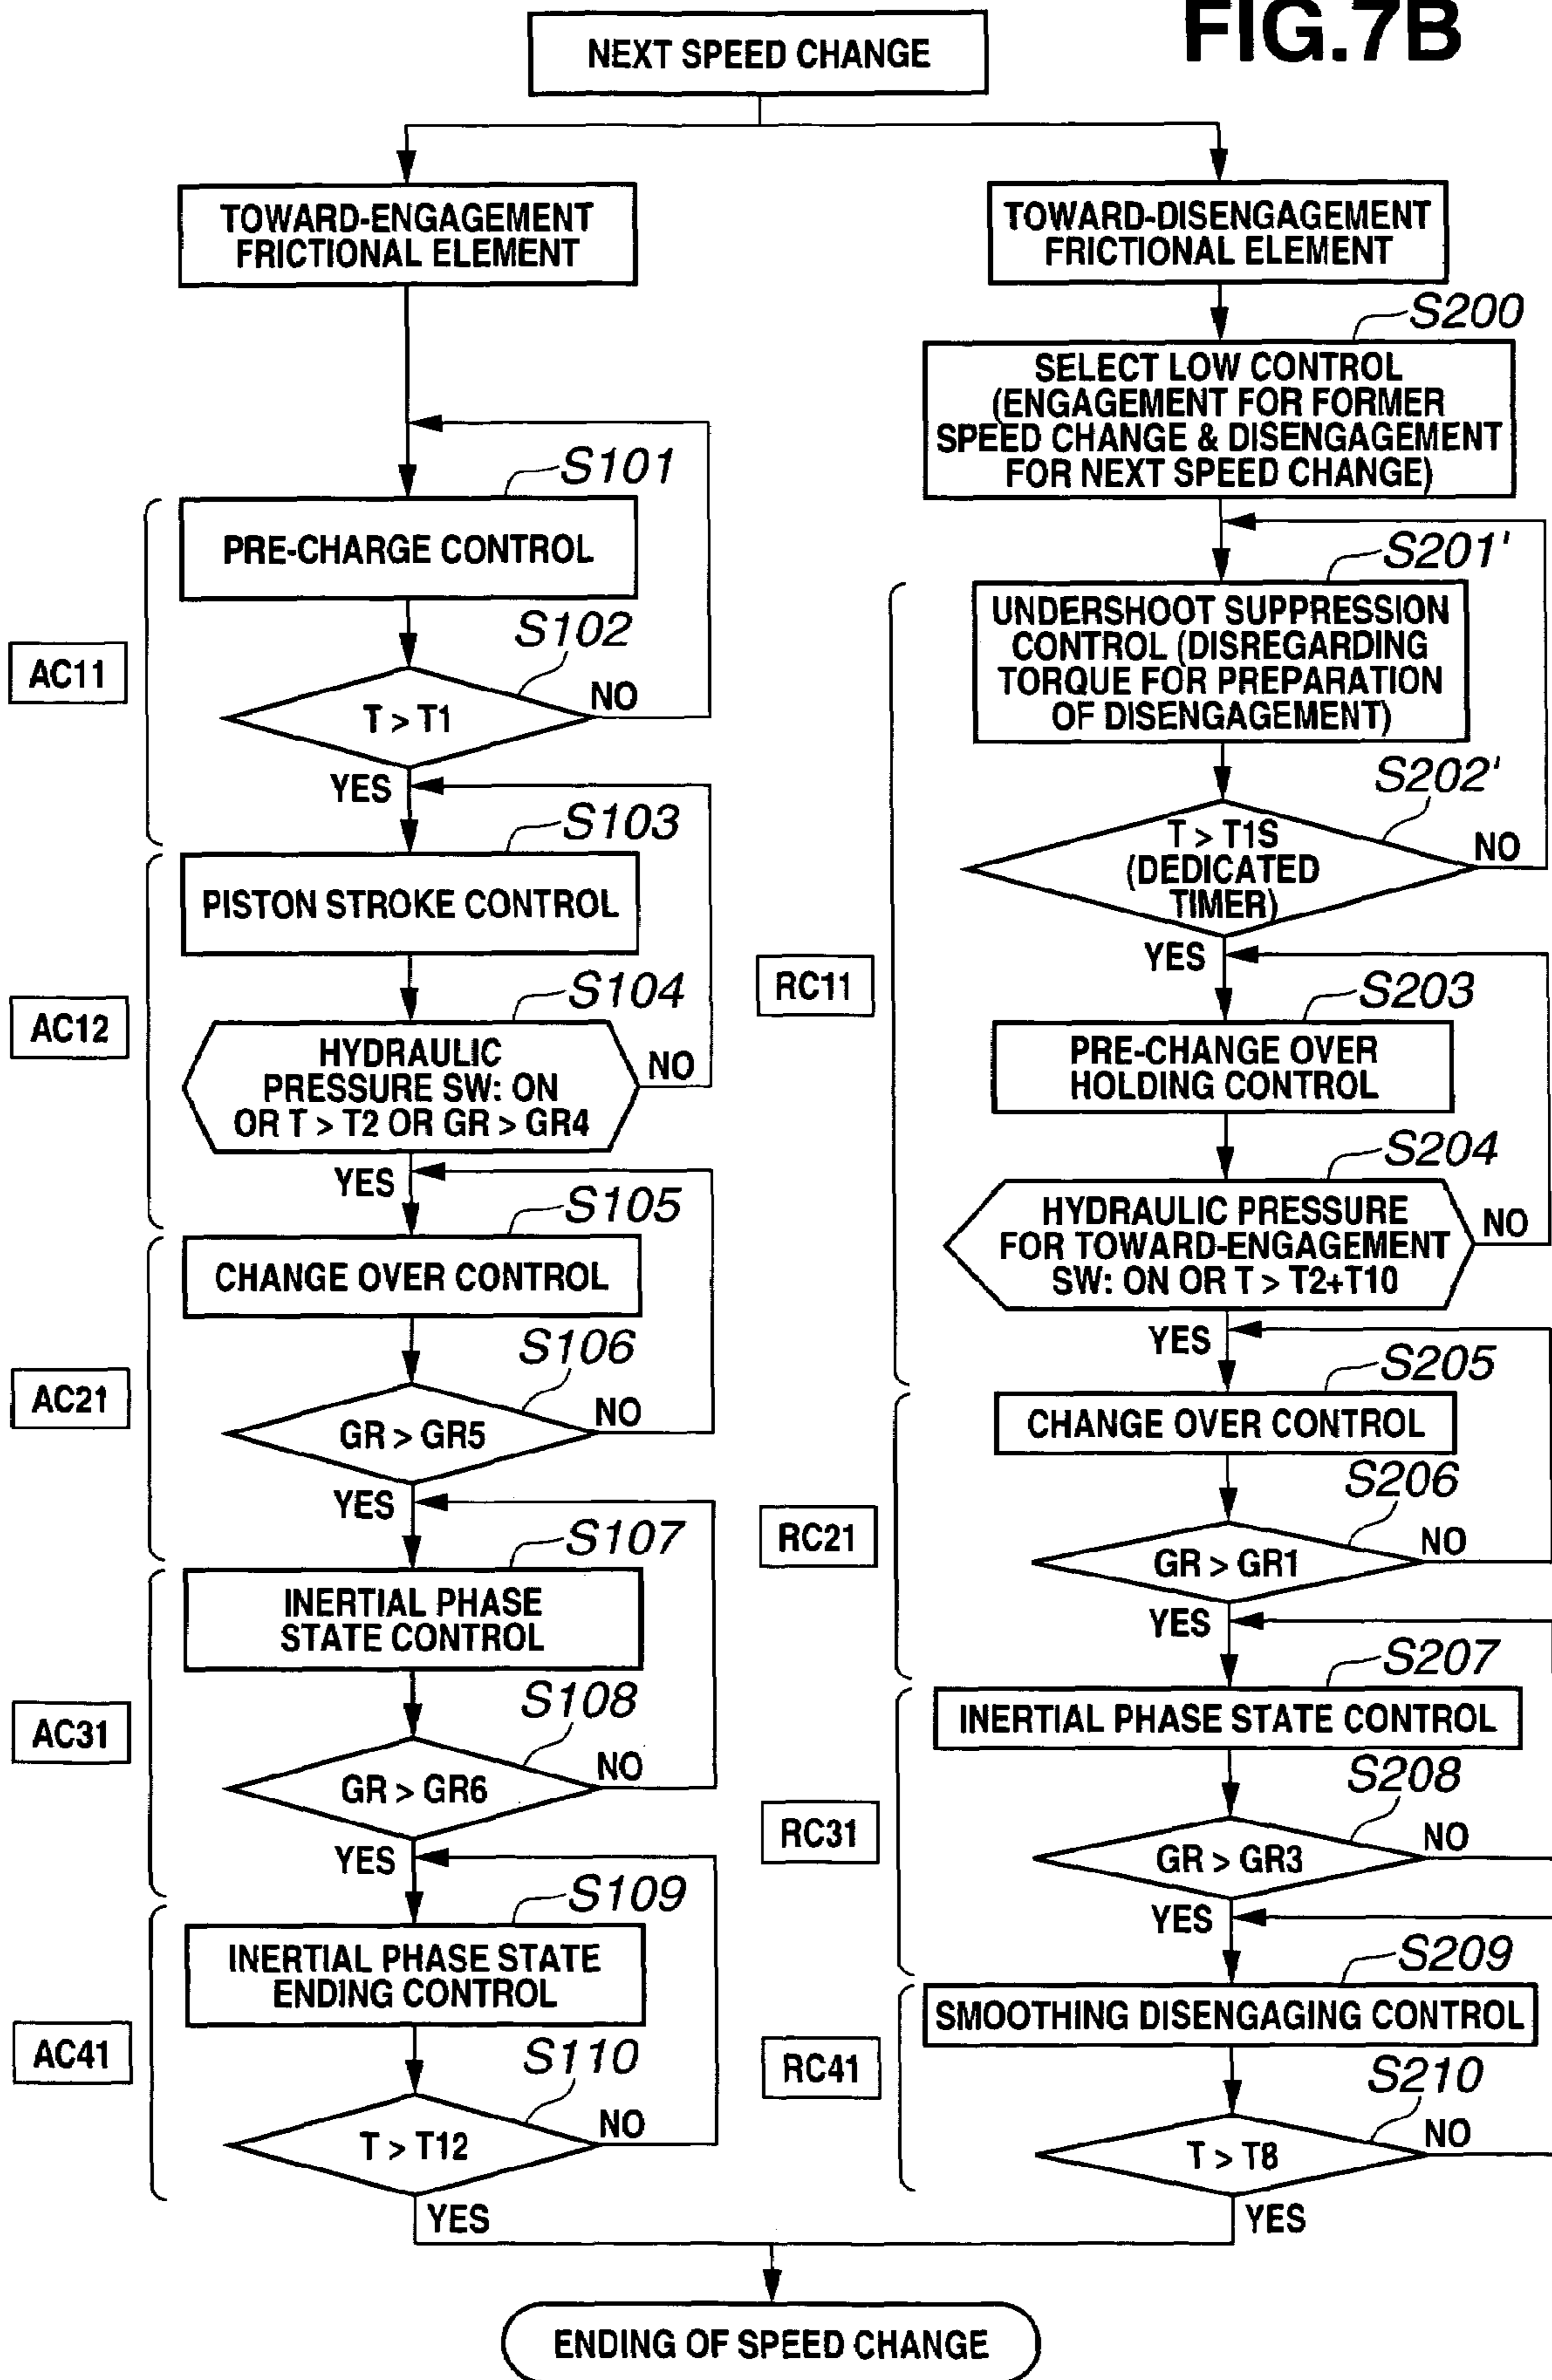 FIG.7B
NEXT SPEED CHANGE
TOWARD-ENGAGEMENT
FRICTIONAL ELEMENT
S101
PRE-CHARGE CONTROL
AC11
S102
T > T1
NO
YES
S103
PISTON STROKE CONTROL
AC12
S104
HYDRAULIC
PRESSURE SW: ON
OR T > T2 OR GR > GR4
NO
YES
S105
CHANGE OVER CONTROL
AC21
S106
GR > GR5
NO
YES
S107
INERTIAL PHASE
STATE CONTROL
AC31
S108
GR > GR6
NO
YES
S109
INERTIAL PHASE STATE
ENDING CONTROL
AC41
S110
T > T12
NO
YES
TOWARD-DISENGAGEMENT
FRICTIONAL ELEMENT
S200
SELECT LOW CONTROL
(ENGAGEMENT FOR FORMER
SPEED CHANGE & DISENGAGEMENT
FOR NEXT SPEED CHANGE)
S201'
UNDERSHOOT SUPPRESSION
CONTROL (DISREGARDING
TORQUE FOR PREPARATION
OF DISENGAGEMENT)
S202'
T > T1S
(DEDICATED
TIMER)
NO
YES
RC11
S203
PRE-CHANGE OVER
HOLDING CONTROL
S204
HYDRAULIC PRESSURE
FOR TOWARD-ENGAGEMENT
SW: ON OR T > T2+T10
NO
YES
S205
CHANGE OVER CONTROL
RC21
S206
GR > GR1
NO
YES
S207
INERTIAL PHASE STATE CONTROL
RC31
S208
GR > GR3
NO
YES
S209
SMOOTHING DISENGAGING CONTROL
RC41
S210
T > T8
NO
YES
ENDING OF SPEED CHANGE